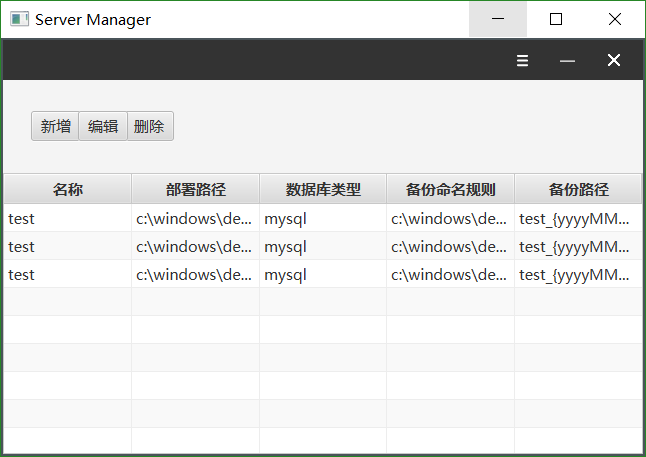 Server Manager
新增 编辑 删除
名称 部署路径 数据库类型 备份命名规则 备份路径
test c:\windows\de... mysql c:\windows\de... test_{yyyyMM...
test c:\windows\de... mysql c:\windows\de... test_{yyyyMM...
test c:\windows\de... mysql c:\windows\de... test_{yyyyMM...